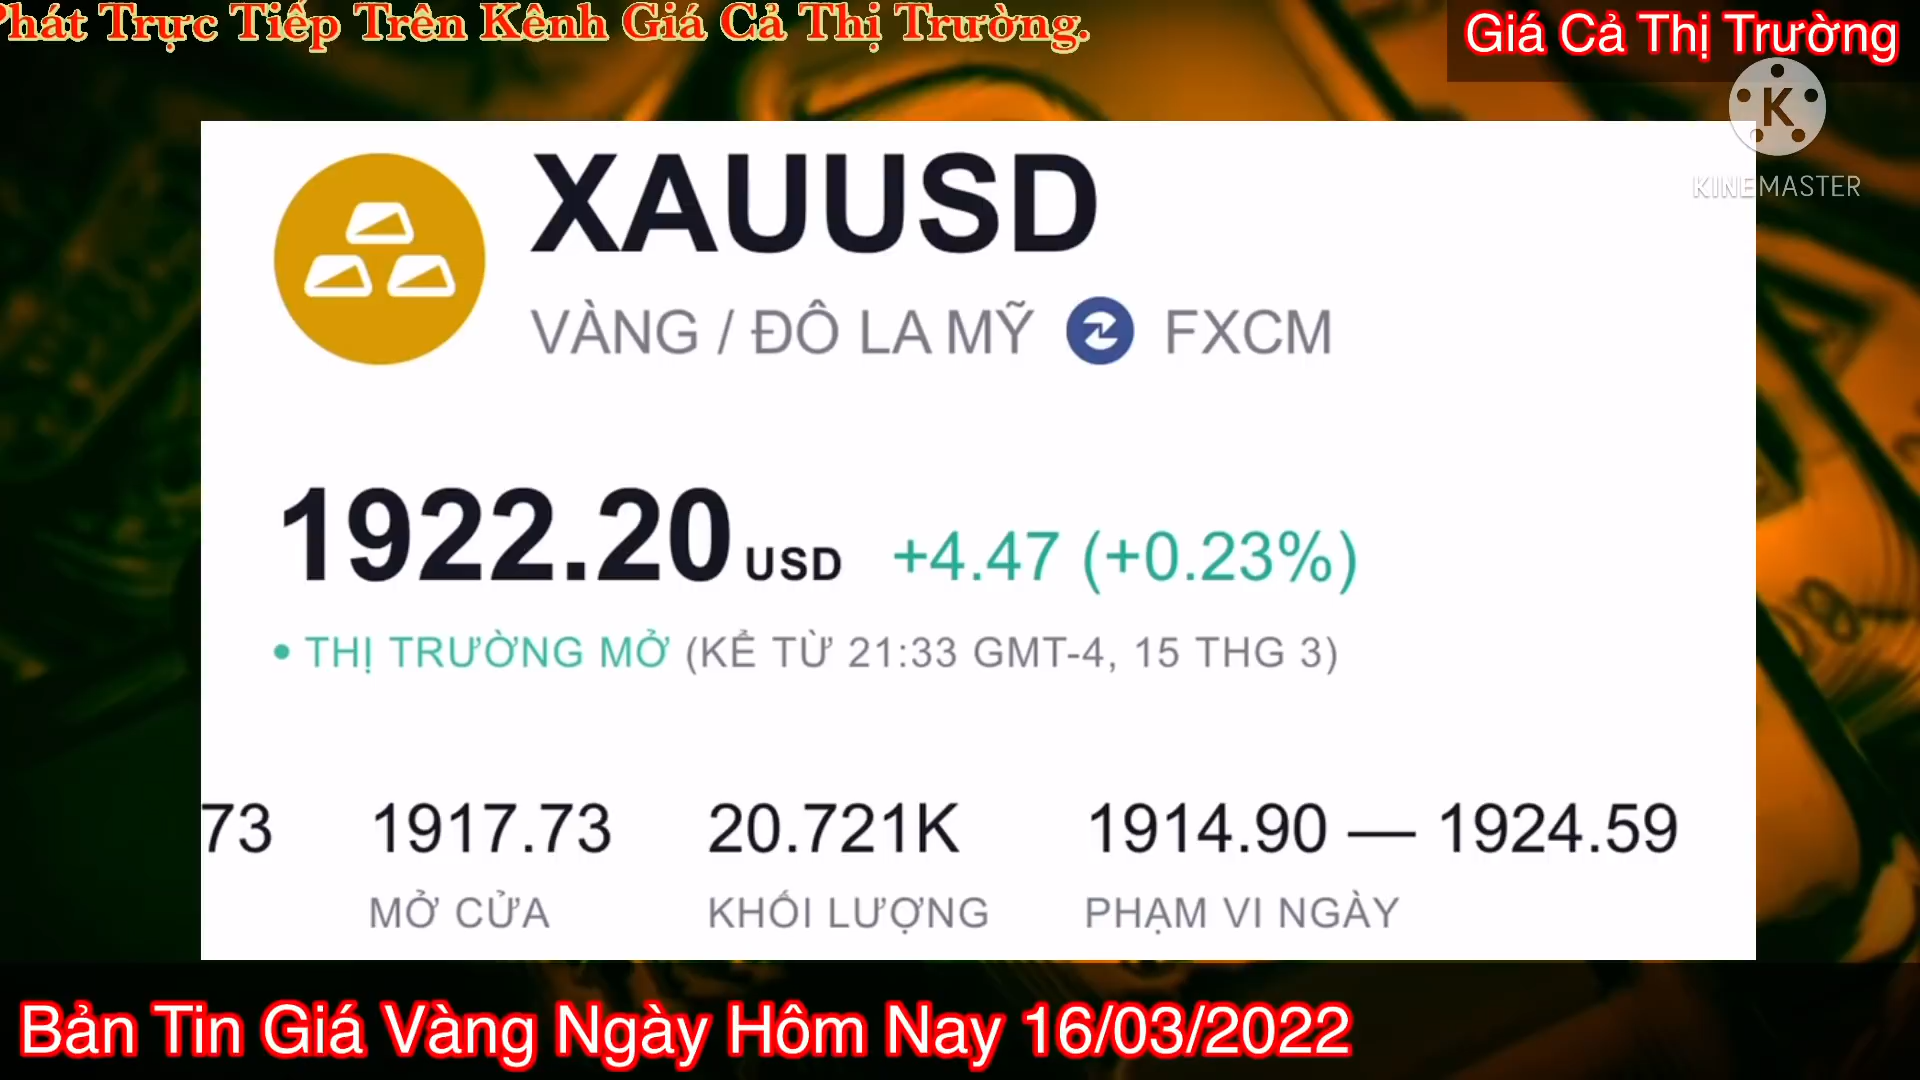 Phát Trực Tiếp Trên Kênh Giá Cả Thị Trường.
Giá Cả Thị Trường
K
KINEMASTER
XAUUSD
VÀNG / ĐÔ LA MỸ FXCM
1922.20 USD +4.47 (+0.23%)
• THỊ TRƯỜNG MỞ (KỂ TỪ 21:33 GMT-4, 15 THG 3)
73 1917.73 20.721K 1914.90 — 1924.59
MỞ CỬA KHỐI LƯỢNG PHẠM VI NGÀY
Bản Tin Giá Vàng Ngày Hôm Nay 16/03/2022